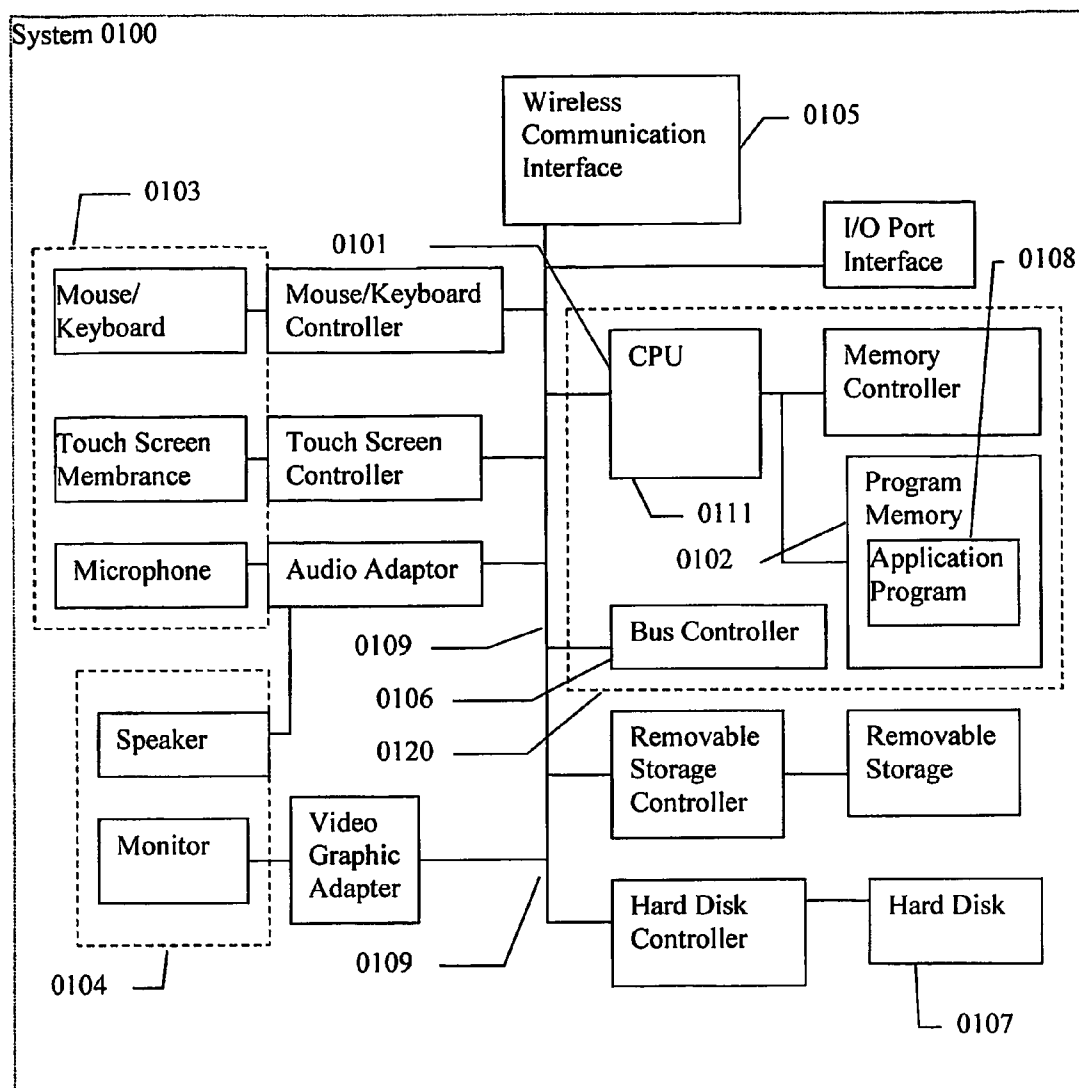 System 0100
Wireless
Communication
Interface
0105
0103
0101
I/O Port
Interface
0108
Mouse/
Keyboard
Mouse/Keyboard
Controller
CPU
Memory
Controller
Touch Screen
Membrance
Touch Screen
Controller
0111
Program
Memory
0102
Application
Program
Microphone
Audio Adaptor
0109
Bus Controller
0106
0120
Speaker
Removable
Storage
Controller
Removable
Storage
Monitor
Video
Graphic
Adapter
Hard Disk
Controller
Hard Disk
0109
0104
0107